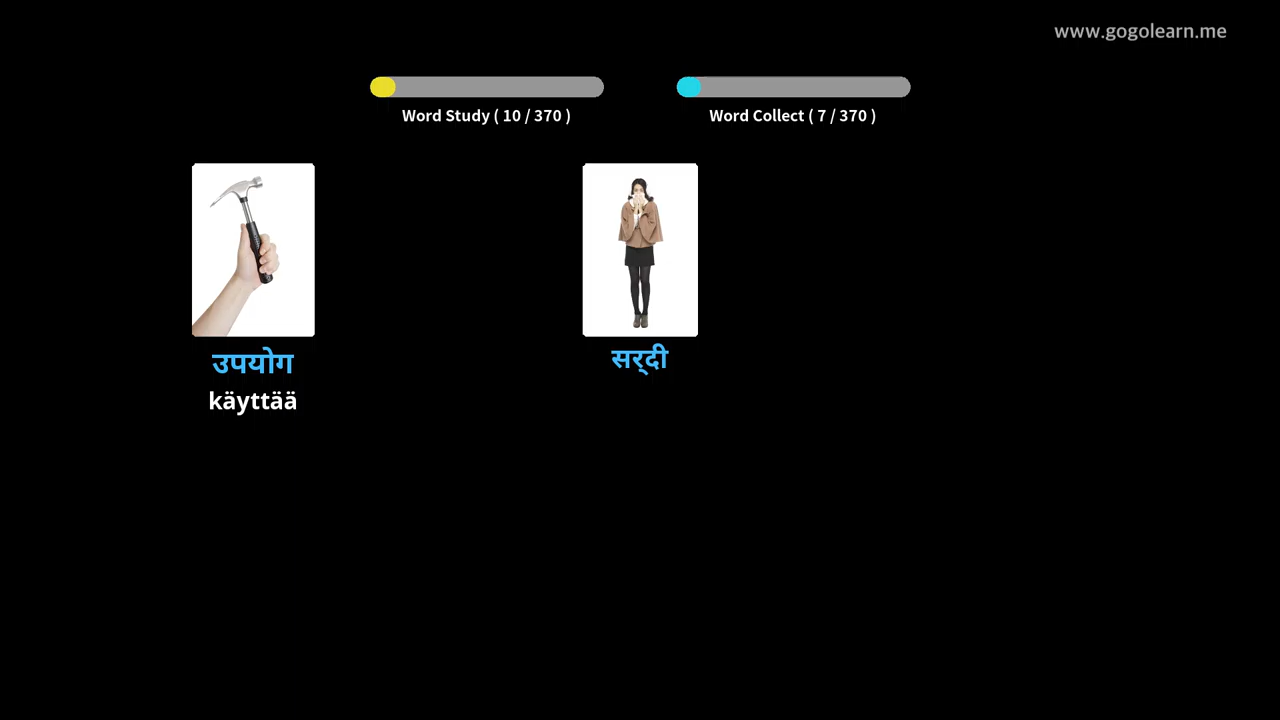 www.gogolearn.me
Word Study ( 10 / 370 )
Word Collect ( 7 / 370 )
उपयोग
käyttää
सर्दी